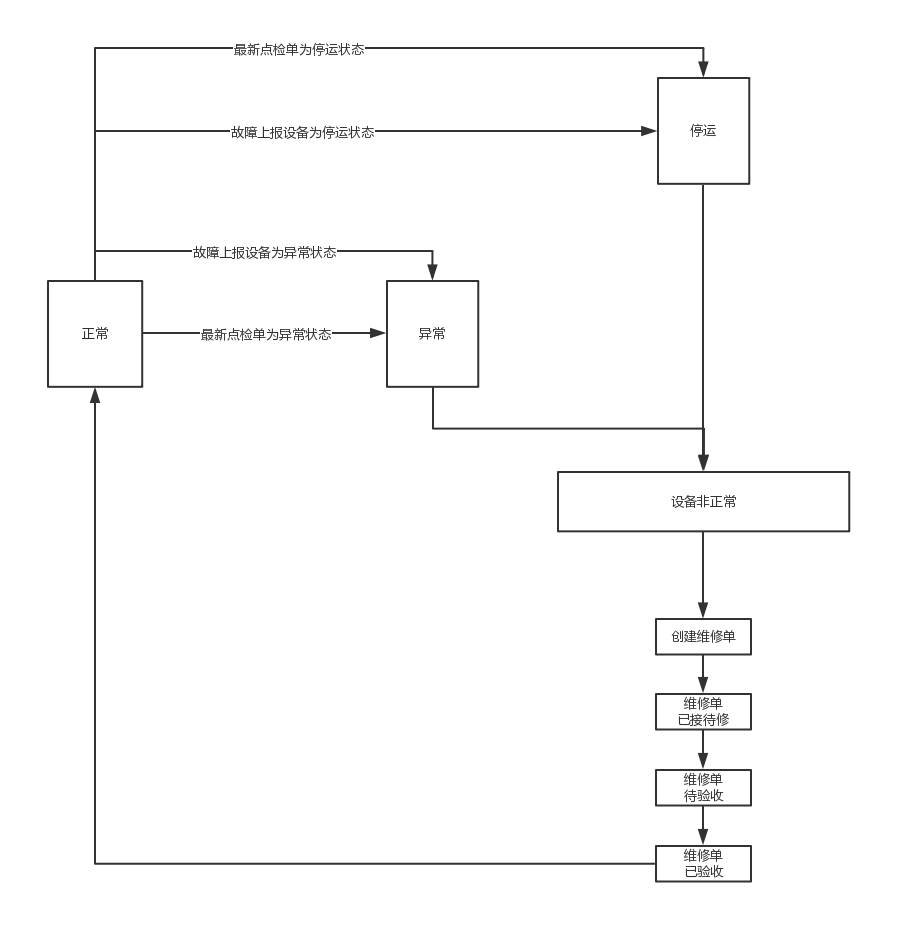 最新点检单为停运状态
故障上报设备为停运状态
停运
故障上报设备为异常状态
正常
最新点检单为异常状态
异常
设备非正常
创建维修单
维修单
已接待修
维修单
待验收
维修单
已验收